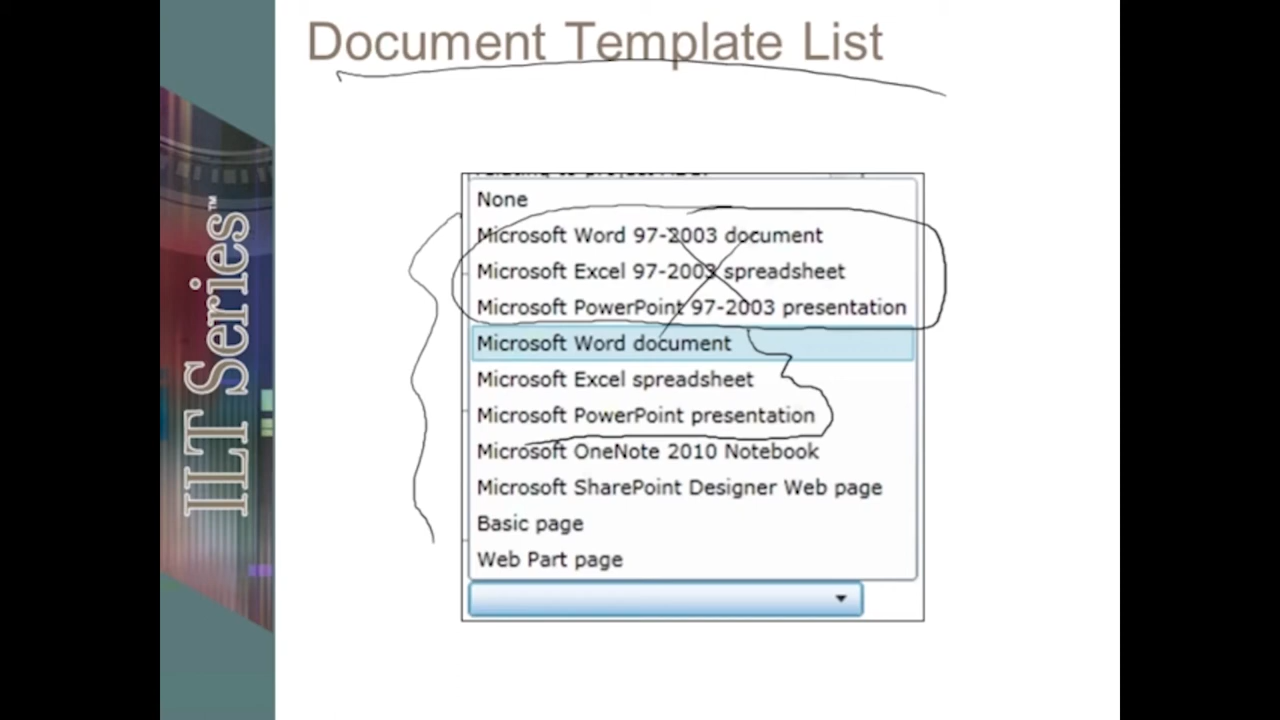 Document Template List
ILT Series™
None
Microsoft Word 97-2003 document
Microsoft Excel 97-2003 spreadsheet
Microsoft PowerPoint 97-2003 presentation
Microsoft Word document
Microsoft Excel spreadsheet
Microsoft PowerPoint presentation
Microsoft OneNote 2010 Notebook
Microsoft SharePoint Designer Web page
Basic page
Web Part page